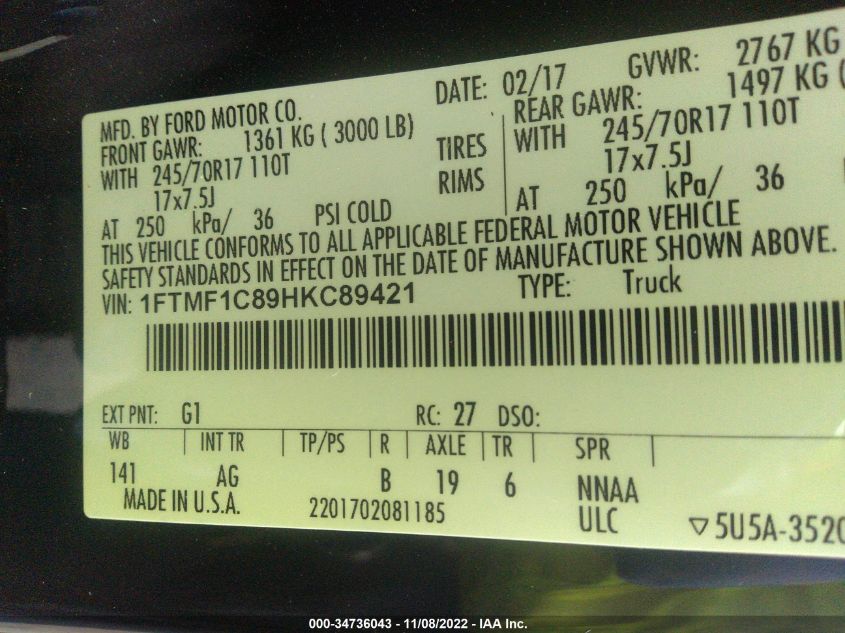 DATE: 02/17 GVWR: 2767 KG
MFD. BY FORD MOTOR CO.
FRONT GAWR: 1361 KG ( 3000 LB) REAR GAWR: 1497 KG (
WITH 245/70R17 110T TIRES WITH 245/70R17 110T
17x7.5J RIMS 17x7.5J
AT 250 kPa/ 36 PSI COLD AT 250 kPa/ 36
THIS VEHICLE CONFORMS TO ALL APPLICABLE FEDERAL MOTOR VEHICLE
SAFETY STANDARDS IN EFFECT ON THE DATE OF MANUFACTURE SHOWN ABOVE.
VIN: 1FTMF1C89HKC89421 TYPE: Truck
EXT PNT: G1 RC: 27 DSO:
WB | INT TR | TP/PS | R | AXLE | TR | SPR |
141 AG B 19 6 NNAA
MADE IN U.S.A. 2201702081185 ULC ▽5U5A-3520
000-34736043 - 11/08/2022 - IAA Inc.